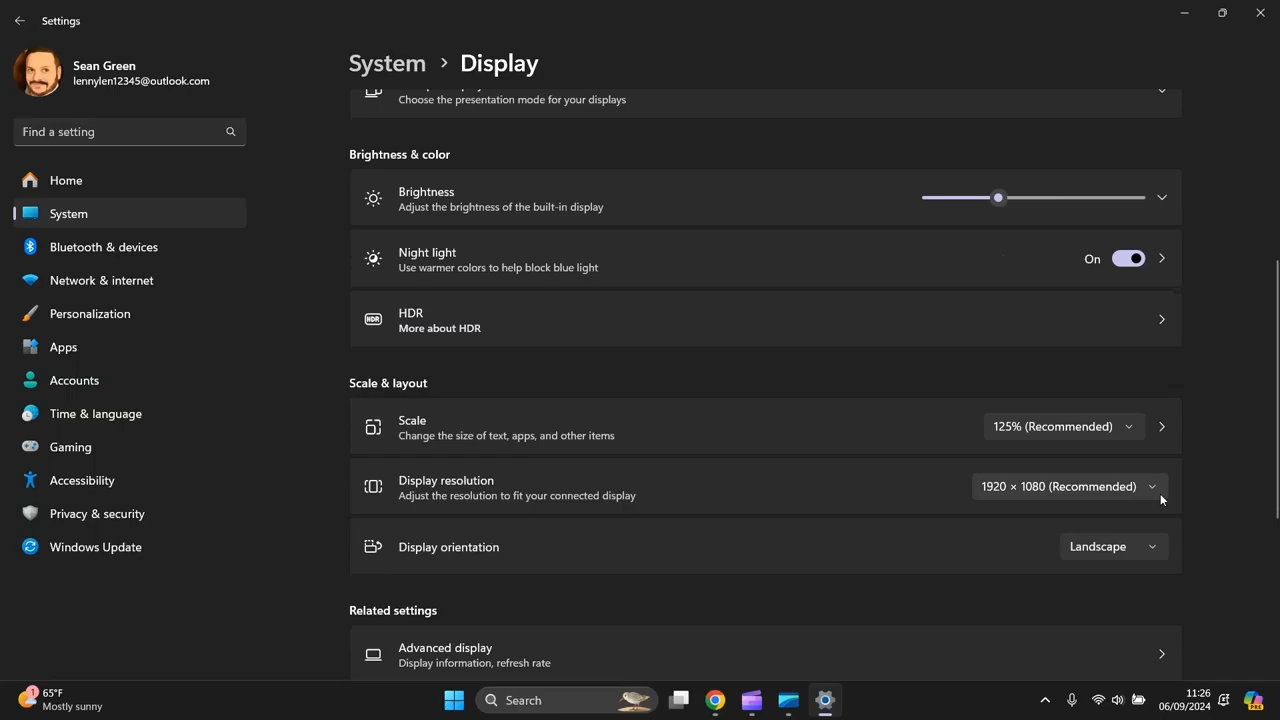 Settings
Sean Green
lennylen12345@outlook.com
Find a setting
Home
System
Bluetooth & devices
Network & internet
Personalization
Apps
Accounts
Time & language
Gaming
Accessibility
Privacy & security
Windows Update
System > Display
Choose the presentation mode for your displays
Brightness & color
Brightness
Adjust the brightness of the built-in display
Night light
Use warmer colors to help block blue light
On
HDR
HDR
More about HDR
Scale & layout
Scale
Change the size of text, apps, and other items
125% (Recommended)
Display resolution
Adjust the resolution to fit your connected display
1920 × 1080 (Recommended)
Display orientation
Landscape
Related settings
Advanced display
Display information, refresh rate
1
65°F
Mostly sunny
Search
11:26
06/09/2024
PRE